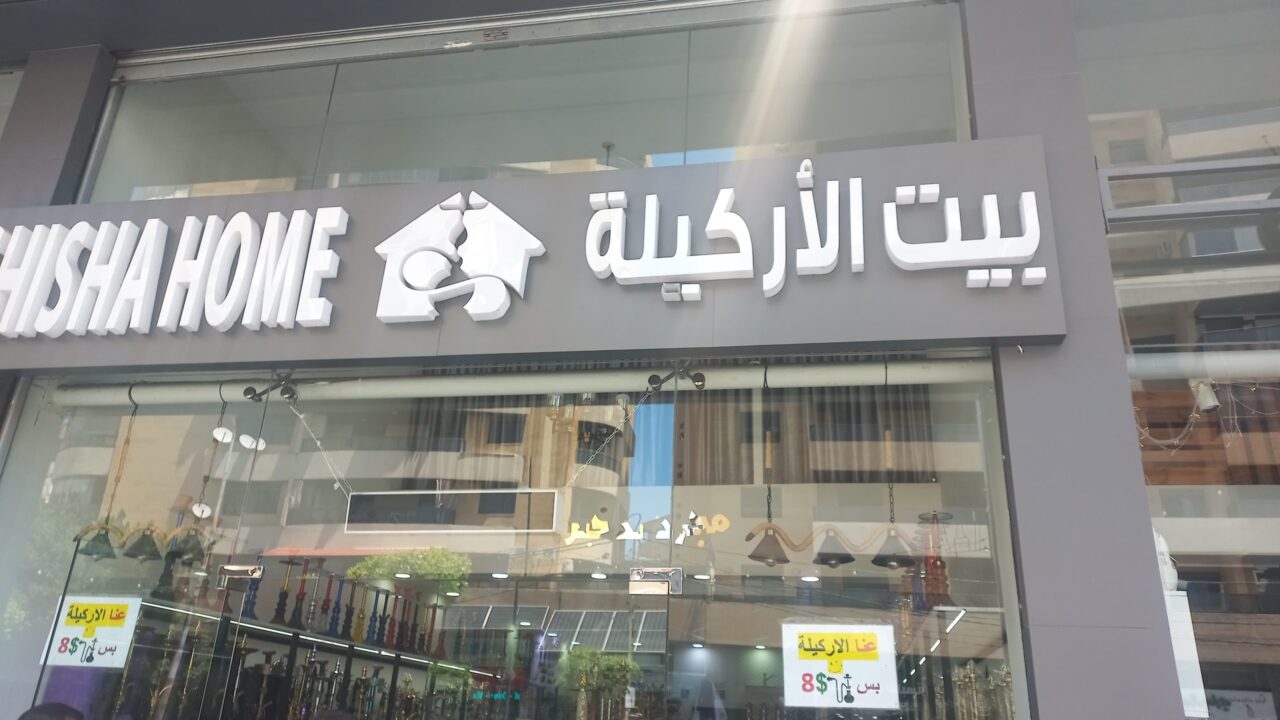 SHISHA HOME
بيت الأركيلة
عنا الاركيلة
بس 8$
عنا الاركيلة
بس 8$